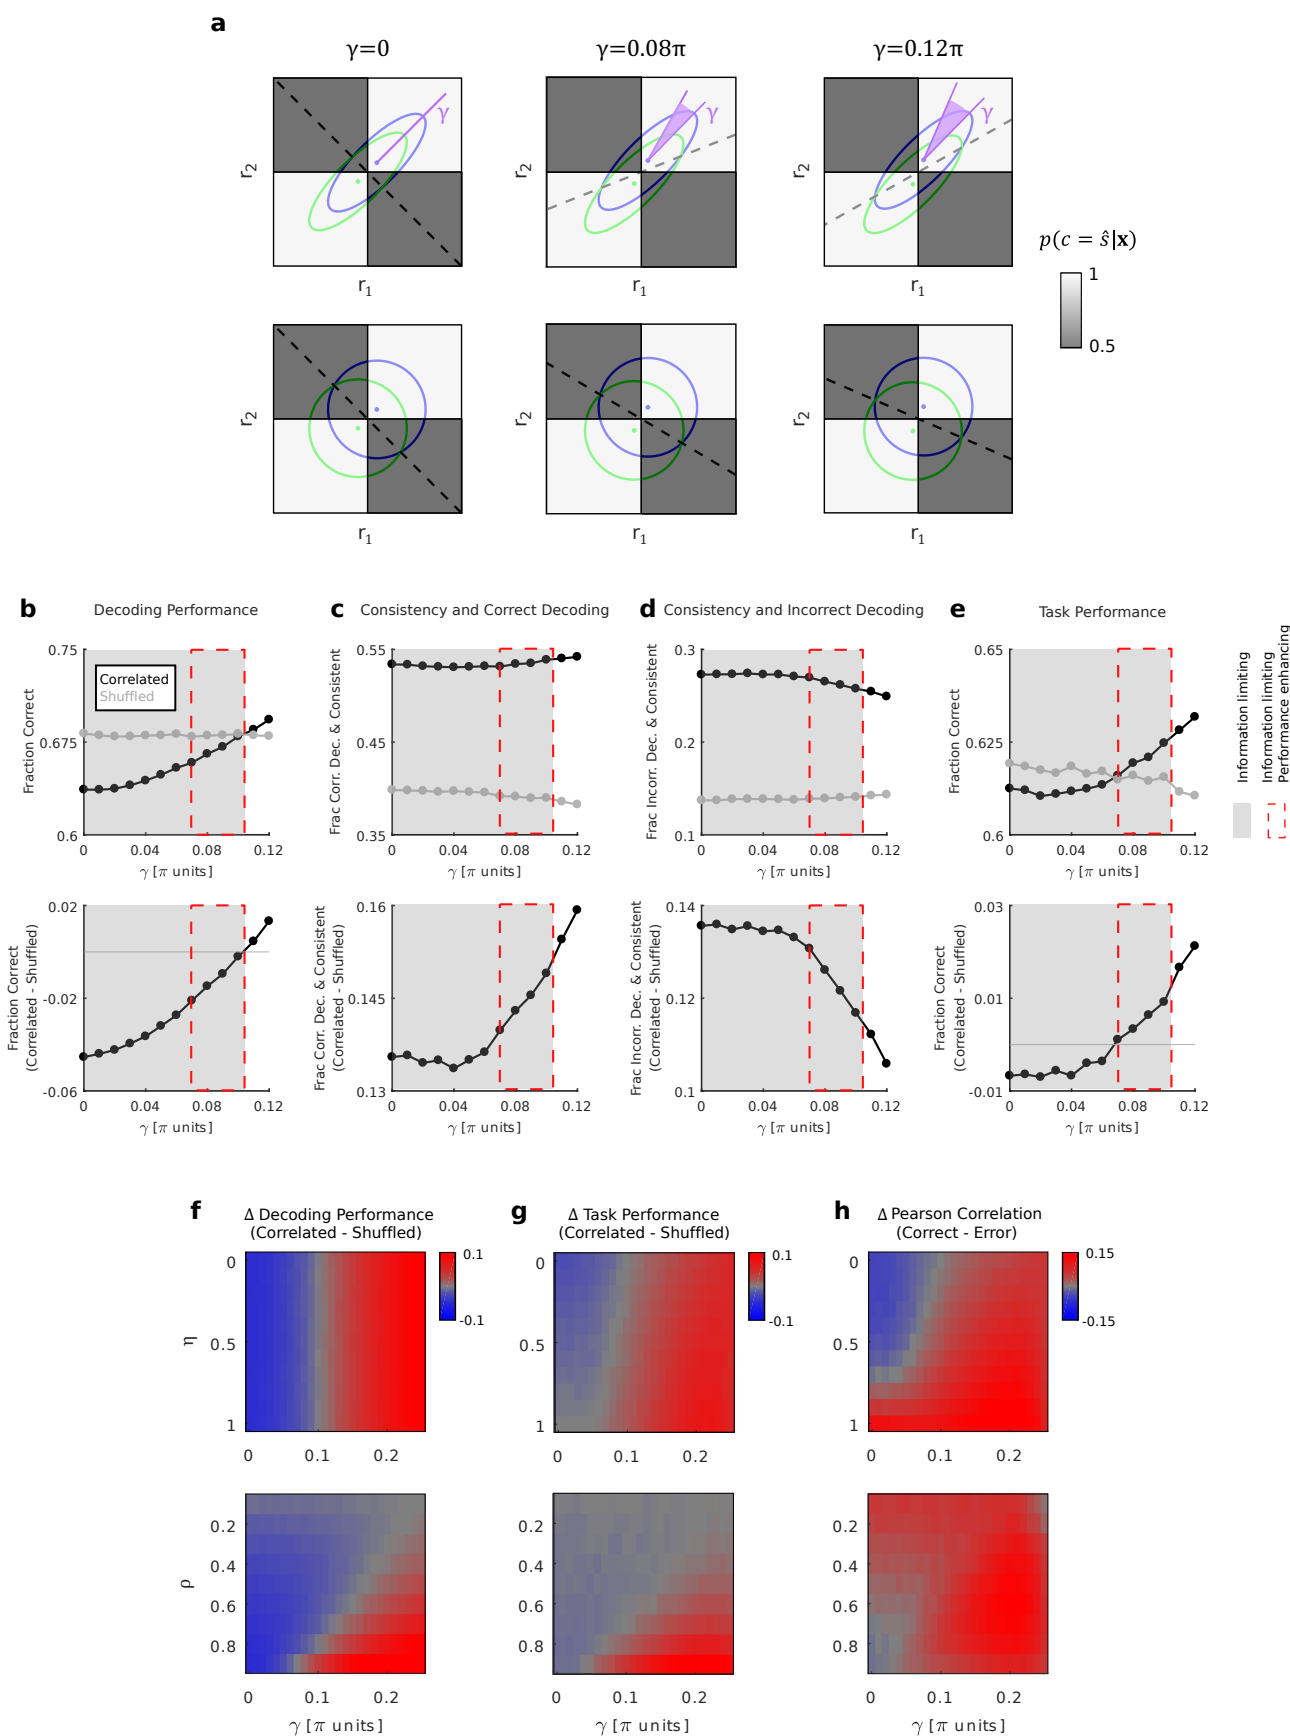 a
γ=0
γ=0.08π
γ=0.12π
γ
γ
γ
r2
r2
r2
r1
r1
r1
p(c = ŝ|x)
1
0.5
r2
r2
r2
r1
r1
r1
b
Decoding Performance
c
Consistency and Correct Decoding
d
Consistency and Incorrect Decoding
e
Task Performance
Fraction Correct
0.75
0.675
0.6
Correlated
Shuffled
0
0.04
0.08
0.12
γ [π units]
Frac Corr. Dec. & Consistent
0.55
0.45
0.35
0
0.04
0.08
0.12
γ [π units]
Frac Incorr. Dec. & Consistent
0.3
0.2
0.1
0
0.04
0.08
0.12
γ [π units]
Fraction Correct
0.65
0.625
0.6
0
0.04
0.08
0.12
γ [π units]
Information limiting
Information limiting
Performance enhancing
Fraction Correct
(Correlated - Shuffled)
0.02
-0.02
-0.06
0
0.04
0.08
0.12
γ [π units]
Frac Corr. Dec. & Consistent
(Correlated - Shuffled)
0.16
0.145
0.13
0
0.04
0.08
0.12
γ [π units]
Frac Incorr. Dec. & Consistent
(Correlated - Shuffled)
0.14
0.12
0.1
0
0.04
0.08
0.12
γ [π units]
Fraction Correct
(Correlated - Shuffled)
0.03
0.01
-0.01
0
0.04
0.08
0.12
γ [π units]
f
Δ Decoding Performance
(Correlated - Shuffled)
g
Δ Task Performance
(Correlated - Shuffled)
h
Δ Pearson Correlation
(Correct - Error)
η
0
0.5
1
0
0.1
0.2
0.1
-0.1
0
0.5
1
0
0.1
0.2
0.1
-0.1
0
0.5
1
0
0.1
0.2
0.15
-0.15
ρ
0.2
0.4
0.6
0.8
0
0.1
0.2
γ [π units]
0.2
0.4
0.6
0.8
0
0.1
0.2
γ [π units]
0.2
0.4
0.6
0.8
0
0.1
0.2
γ [π units]